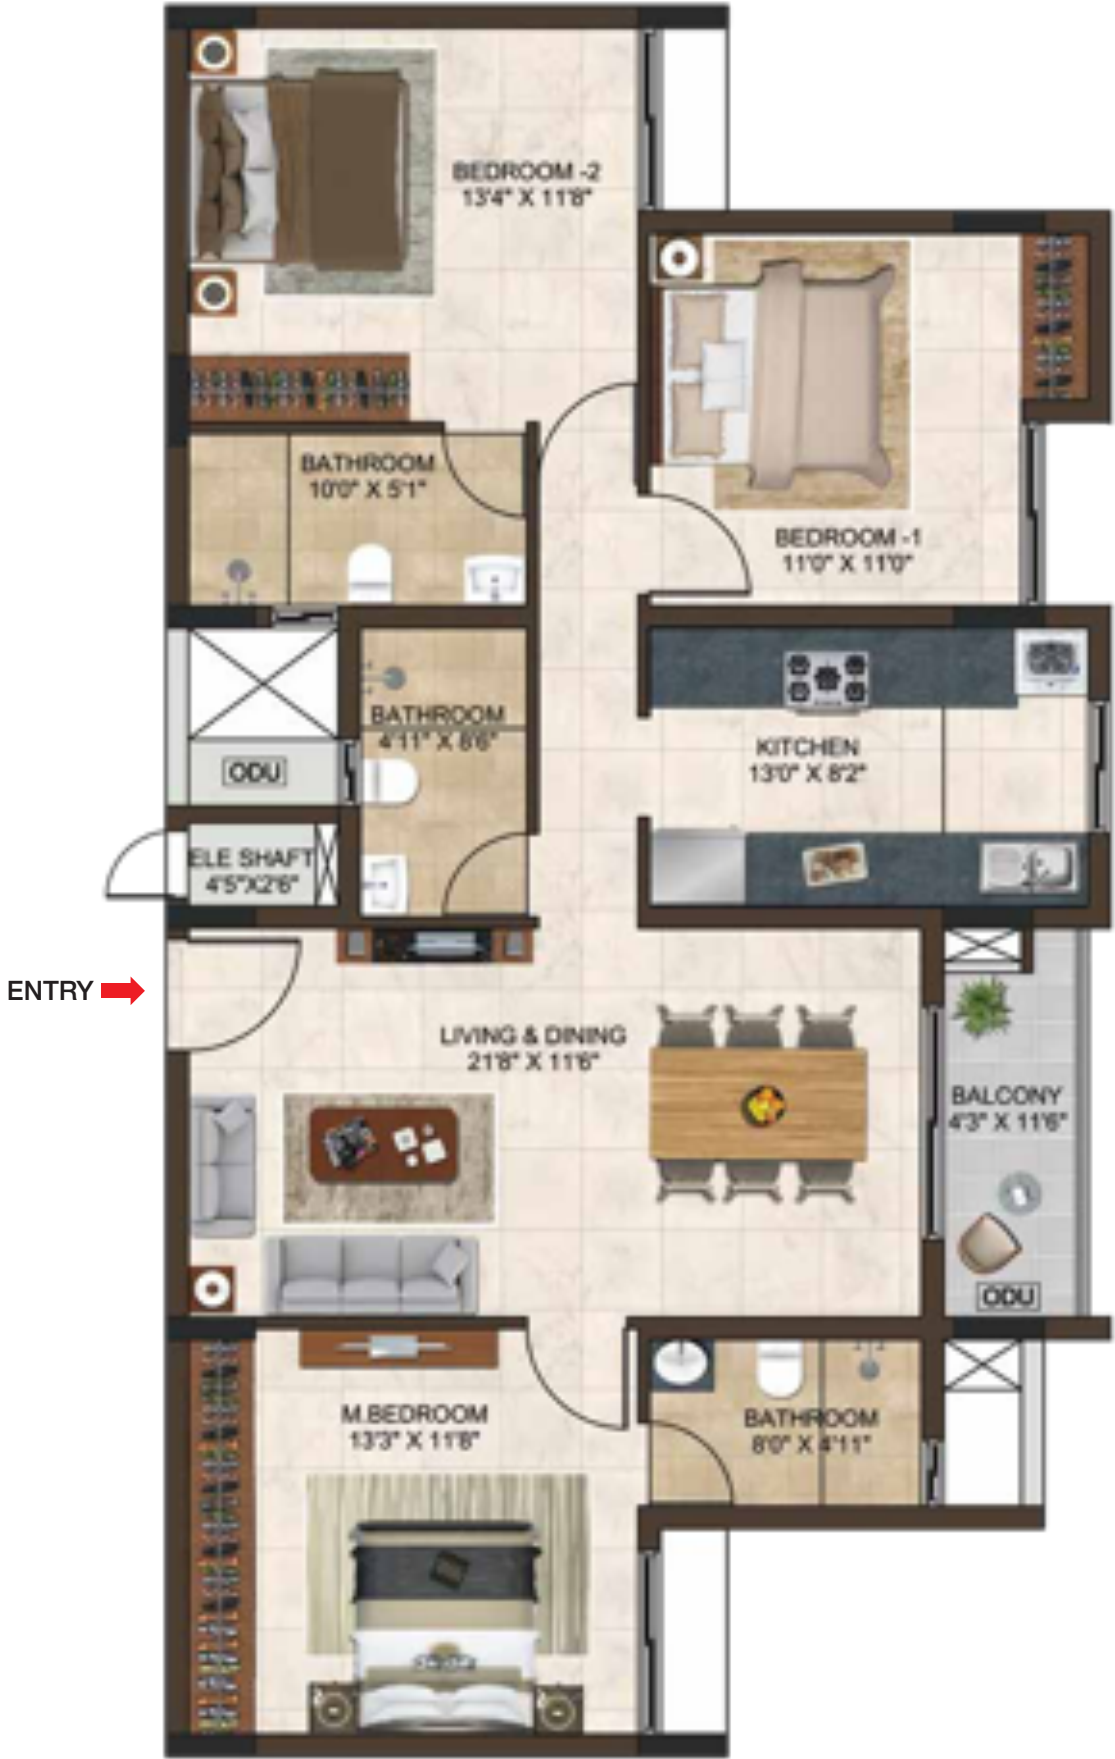 BEDROOM -2
13'4" X 11'8"
BEDROOM -1
11'0" X 11'0"
BATHROOM
10'0" X 5'1"
BATHROOM
4'11" X 8'6"
ODU
KITCHEN
13'0" X 8'2"
ELE SHAFT
4'5"X2'6"
ENTRY
LIVING & DINING
21'8" X 11'6"
BALCONY
4'3" X 11'6"
ODU
M.BEDROOM
13'3" X 11'8"
BATHROOM
8'0" X 4'11"